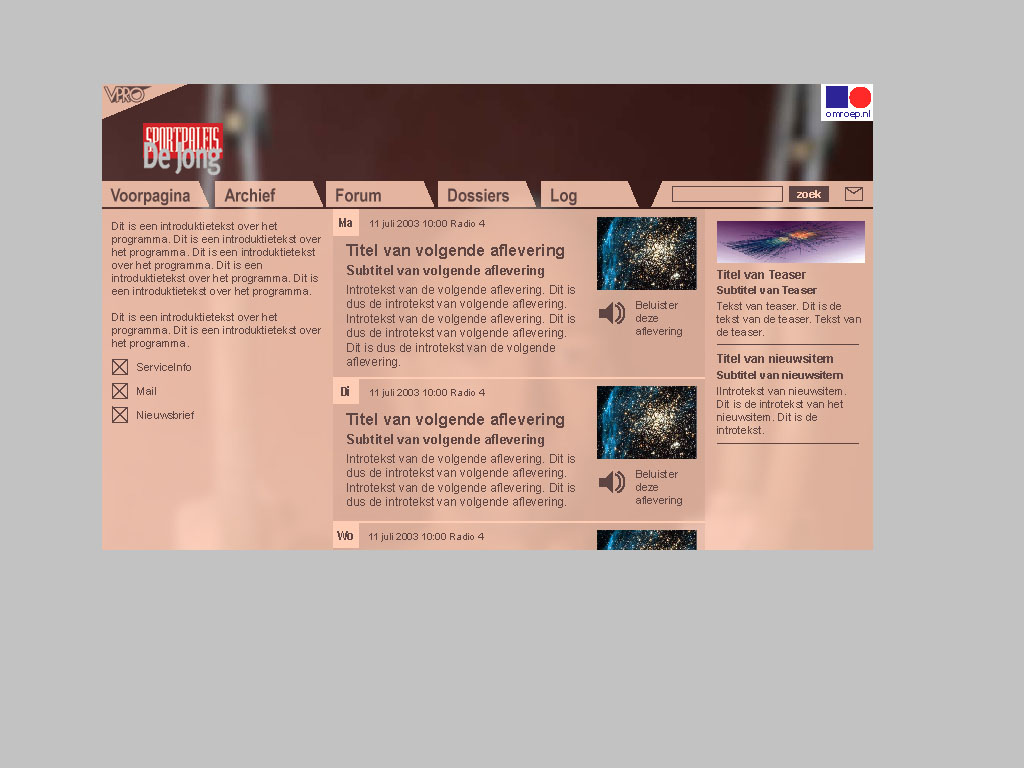 VPRO
omroep.nl
SPORTPALEIS
De Jong
Voorpagina
Archief
Forum
Dossiers
Log
zoek
Dit is een introduktietekst over het
programma. Dit is een introduktietekst over
het programma. Dit is een introduktietekst
over het programma. Dit is een
introduktietekst over het programma. Dit is
een introduktietekst over het programma.
Dit is een introduktietekst over het
programma. Dit is een introduktietekst over
het programma.
ServiceInfo
Mail
Nieuwsbrief
Ma
11 juli 2003 10:00 Radio 4
Titel van volgende aflevering
Subtitel van volgende aflevering
Introtekst van de volgende aflevering. Dit is
dus de introtekst van volgende aflevering.
Introtekst van de volgende aflevering. Dit is
dus de introtekst van volgende aflevering.
Dit is dus de introtekst van de volgende
aflevering.
Beluister
deze
aflevering
Di
11 juli 2003 10:00 Radio 4
Titel van volgende aflevering
Subtitel van volgende aflevering
Introtekst van de volgende aflevering. Dit is
dus de introtekst van volgende aflevering.
Introtekst van de volgende aflevering. Dit is
dus de introtekst van volgende aflevering.
Beluister
deze
aflevering
Wo
11 juli 2003 10:00 Radio 4
Titel van Teaser
Subtitel van Teaser
Tekst van teaser. Dit is de
tekst van de teaser. Tekst van
de teaser.
Titel van nieuwsitem
Subtitel van nieuwsitem
IIntrotekst van nieuwsitem.
Dit is de introtekst van het
nieuwsitem. Dit is de
introtekst.